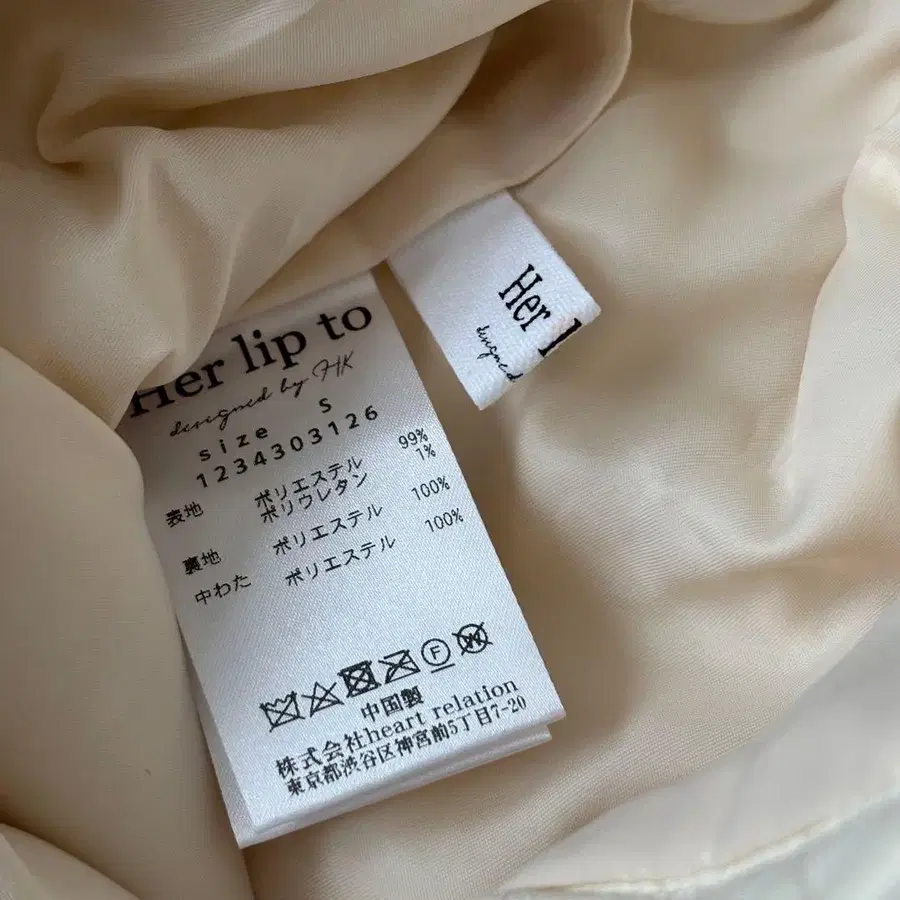 Her lip to
designed by HK
size S
1234303126
表地 ポリエステル 99%
ポリウレタン 1%
裏地 ポリエステル 100%
中わた ポリエステル 100%
中国製
株式会社heart relation
東京都渋谷区神宮前5丁目7-20
Her l
designed